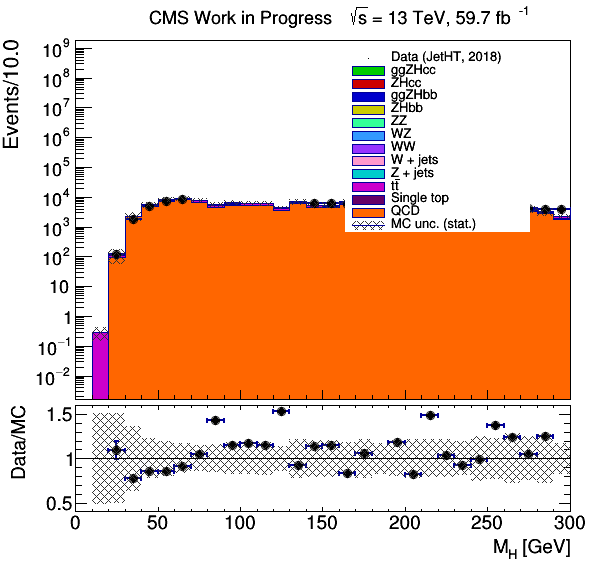 CMS Work in Progress √s = 13 TeV, 59.7 fb⁻¹
Events/10.0
10⁹
10⁸
10⁷
10⁶
10⁵
10⁴
10³
10²
10
1
10⁻¹
10⁻²
Data (JetHT, 2018)
ggZHcc
ZHcc
ggZHbb
ZHbb
ZZ
WZ
WW
W + jets
Z + jets
tt̄
Single top
QCD
MC unc. (stat.)
Data/MC
1.5
1
0.5
0 50 100 150 200 250 300
M_H [GeV]